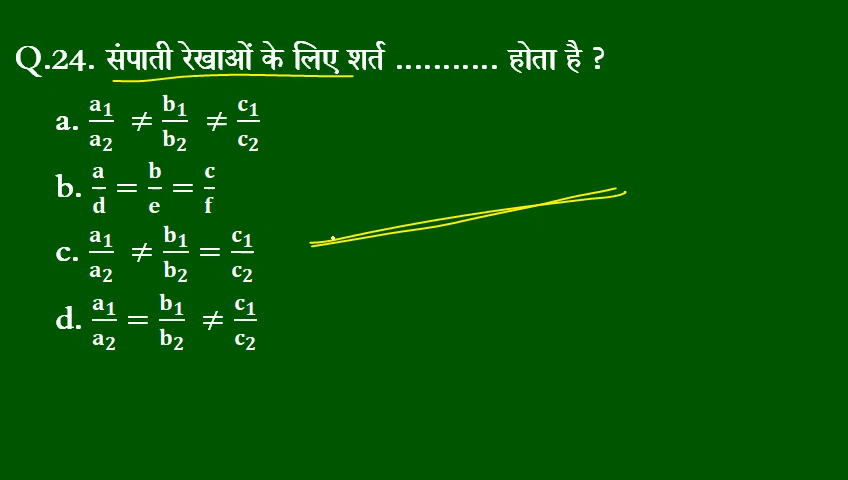 Q.24. संपाती रेखाओं के लिए शर्त ........... होता है ?
a. a₁/a₂ ≠ b₁/b₂ ≠ c₁/c₂
b. a/d = b/e = c/f
c. a₁/a₂ ≠ b₁/b₂ = c₁/c₂
d. a₁/a₂ = b₁/b₂ ≠ c₁/c₂